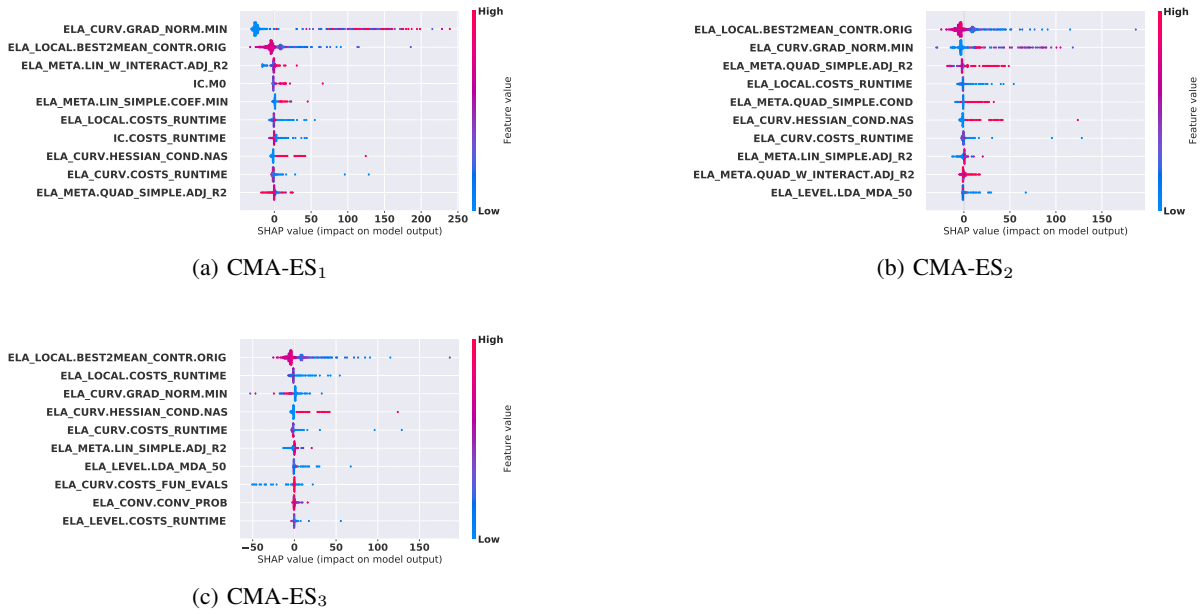 ELA_CURV.GRAD_NORM.MIN
ELA_LOCAL.BEST2MEAN_CONTR.ORIG
ELA_META.LIN_W_INTERACT.ADJ_R2
IC.M0
ELA_META.LIN_SIMPLE.COEF.MIN
ELA_LOCAL.COSTS_RUNTIME
IC.COSTS_RUNTIME
ELA_CURV.HESSIAN_COND.NAS
ELA_CURV.COSTS_RUNTIME
ELA_META.QUAD_SIMPLE.ADJ_R2
0 50 100 150 200 250
SHAP value (impact on model output)
High
Feature value
Low
(a) CMA-ES1
ELA_LOCAL.BEST2MEAN_CONTR.ORIG
ELA_CURV.GRAD_NORM.MIN
ELA_META.QUAD_SIMPLE.ADJ_R2
ELA_LOCAL.COSTS_RUNTIME
ELA_META.QUAD_SIMPLE.COND
ELA_CURV.HESSIAN_COND.NAS
ELA_CURV.COSTS_RUNTIME
ELA_META.LIN_SIMPLE.ADJ_R2
ELA_META.QUAD_W_INTERACT.ADJ_R2
ELA_LEVEL.LDA_MDA_50
0 50 100 150
SHAP value (impact on model output)
High
Feature value
Low
(b) CMA-ES2
ELA_LOCAL.BEST2MEAN_CONTR.ORIG
ELA_LOCAL.COSTS_RUNTIME
ELA_CURV.GRAD_NORM.MIN
ELA_CURV.HESSIAN_COND.NAS
ELA_CURV.COSTS_RUNTIME
ELA_META.LIN_SIMPLE.ADJ_R2
ELA_LEVEL.LDA_MDA_50
ELA_CURV.COSTS_FUN_EVALS
ELA_CONV.CONV_PROB
ELA_LEVEL.COSTS_RUNTIME
−50 0 50 100 150
SHAP value (impact on model output)
High
Feature value
Low
(c) CMA-ES3